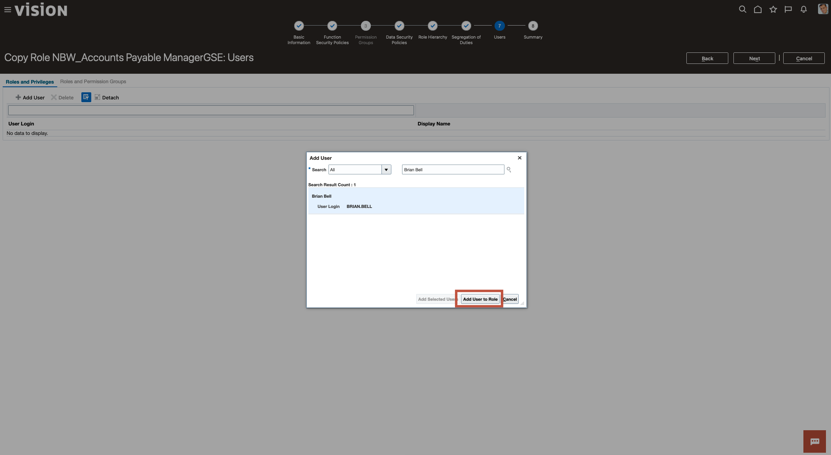 vision
Basic Information
Function Security Policies
Permission Groups
Data Security Policies
Role Hierarchy
Segregation of Duties
7
Users
8
Summary
Copy Role NBW_Accounts Payable ManagerGSE: Users
Back
Next
Cancel
Roles and Privileges
Roles and Permission Groups
Add User
Delete
Detach
User Login
Display Name
No data to display.
Add User
* Search
All
Brian Bell
Search Result Count : 1
Brian Bell
User Login BRIAN.BELL
Add Selected Users
Add User to Role
Cancel